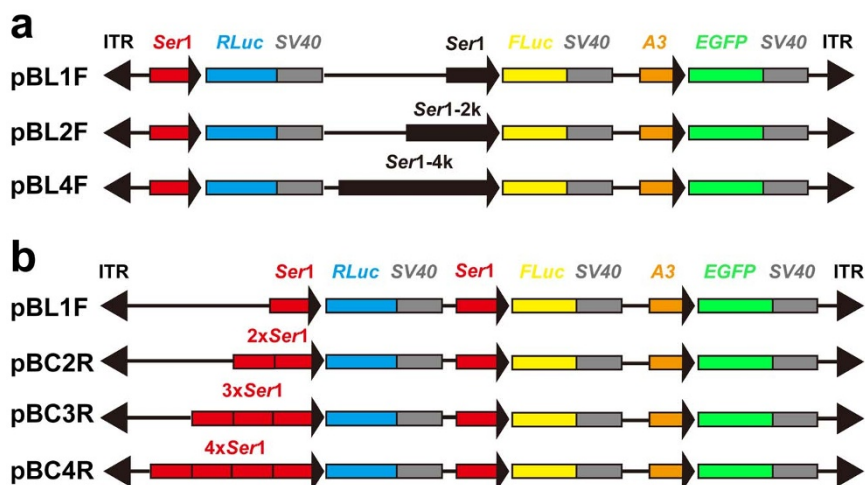 a
ITR Ser1 RLuc SV40 Ser1 FLuc SV40 A3 EGFP SV40 ITR
pBL1F
Ser1-2k
pBL2F
Ser1-4k
pBL4F
b
ITR Ser1 RLuc SV40 Ser1 FLuc SV40 A3 EGFP SV40 ITR
pBL1F
2xSer1
pBC2R
3xSer1
pBC3R
4xSer1
pBC4R